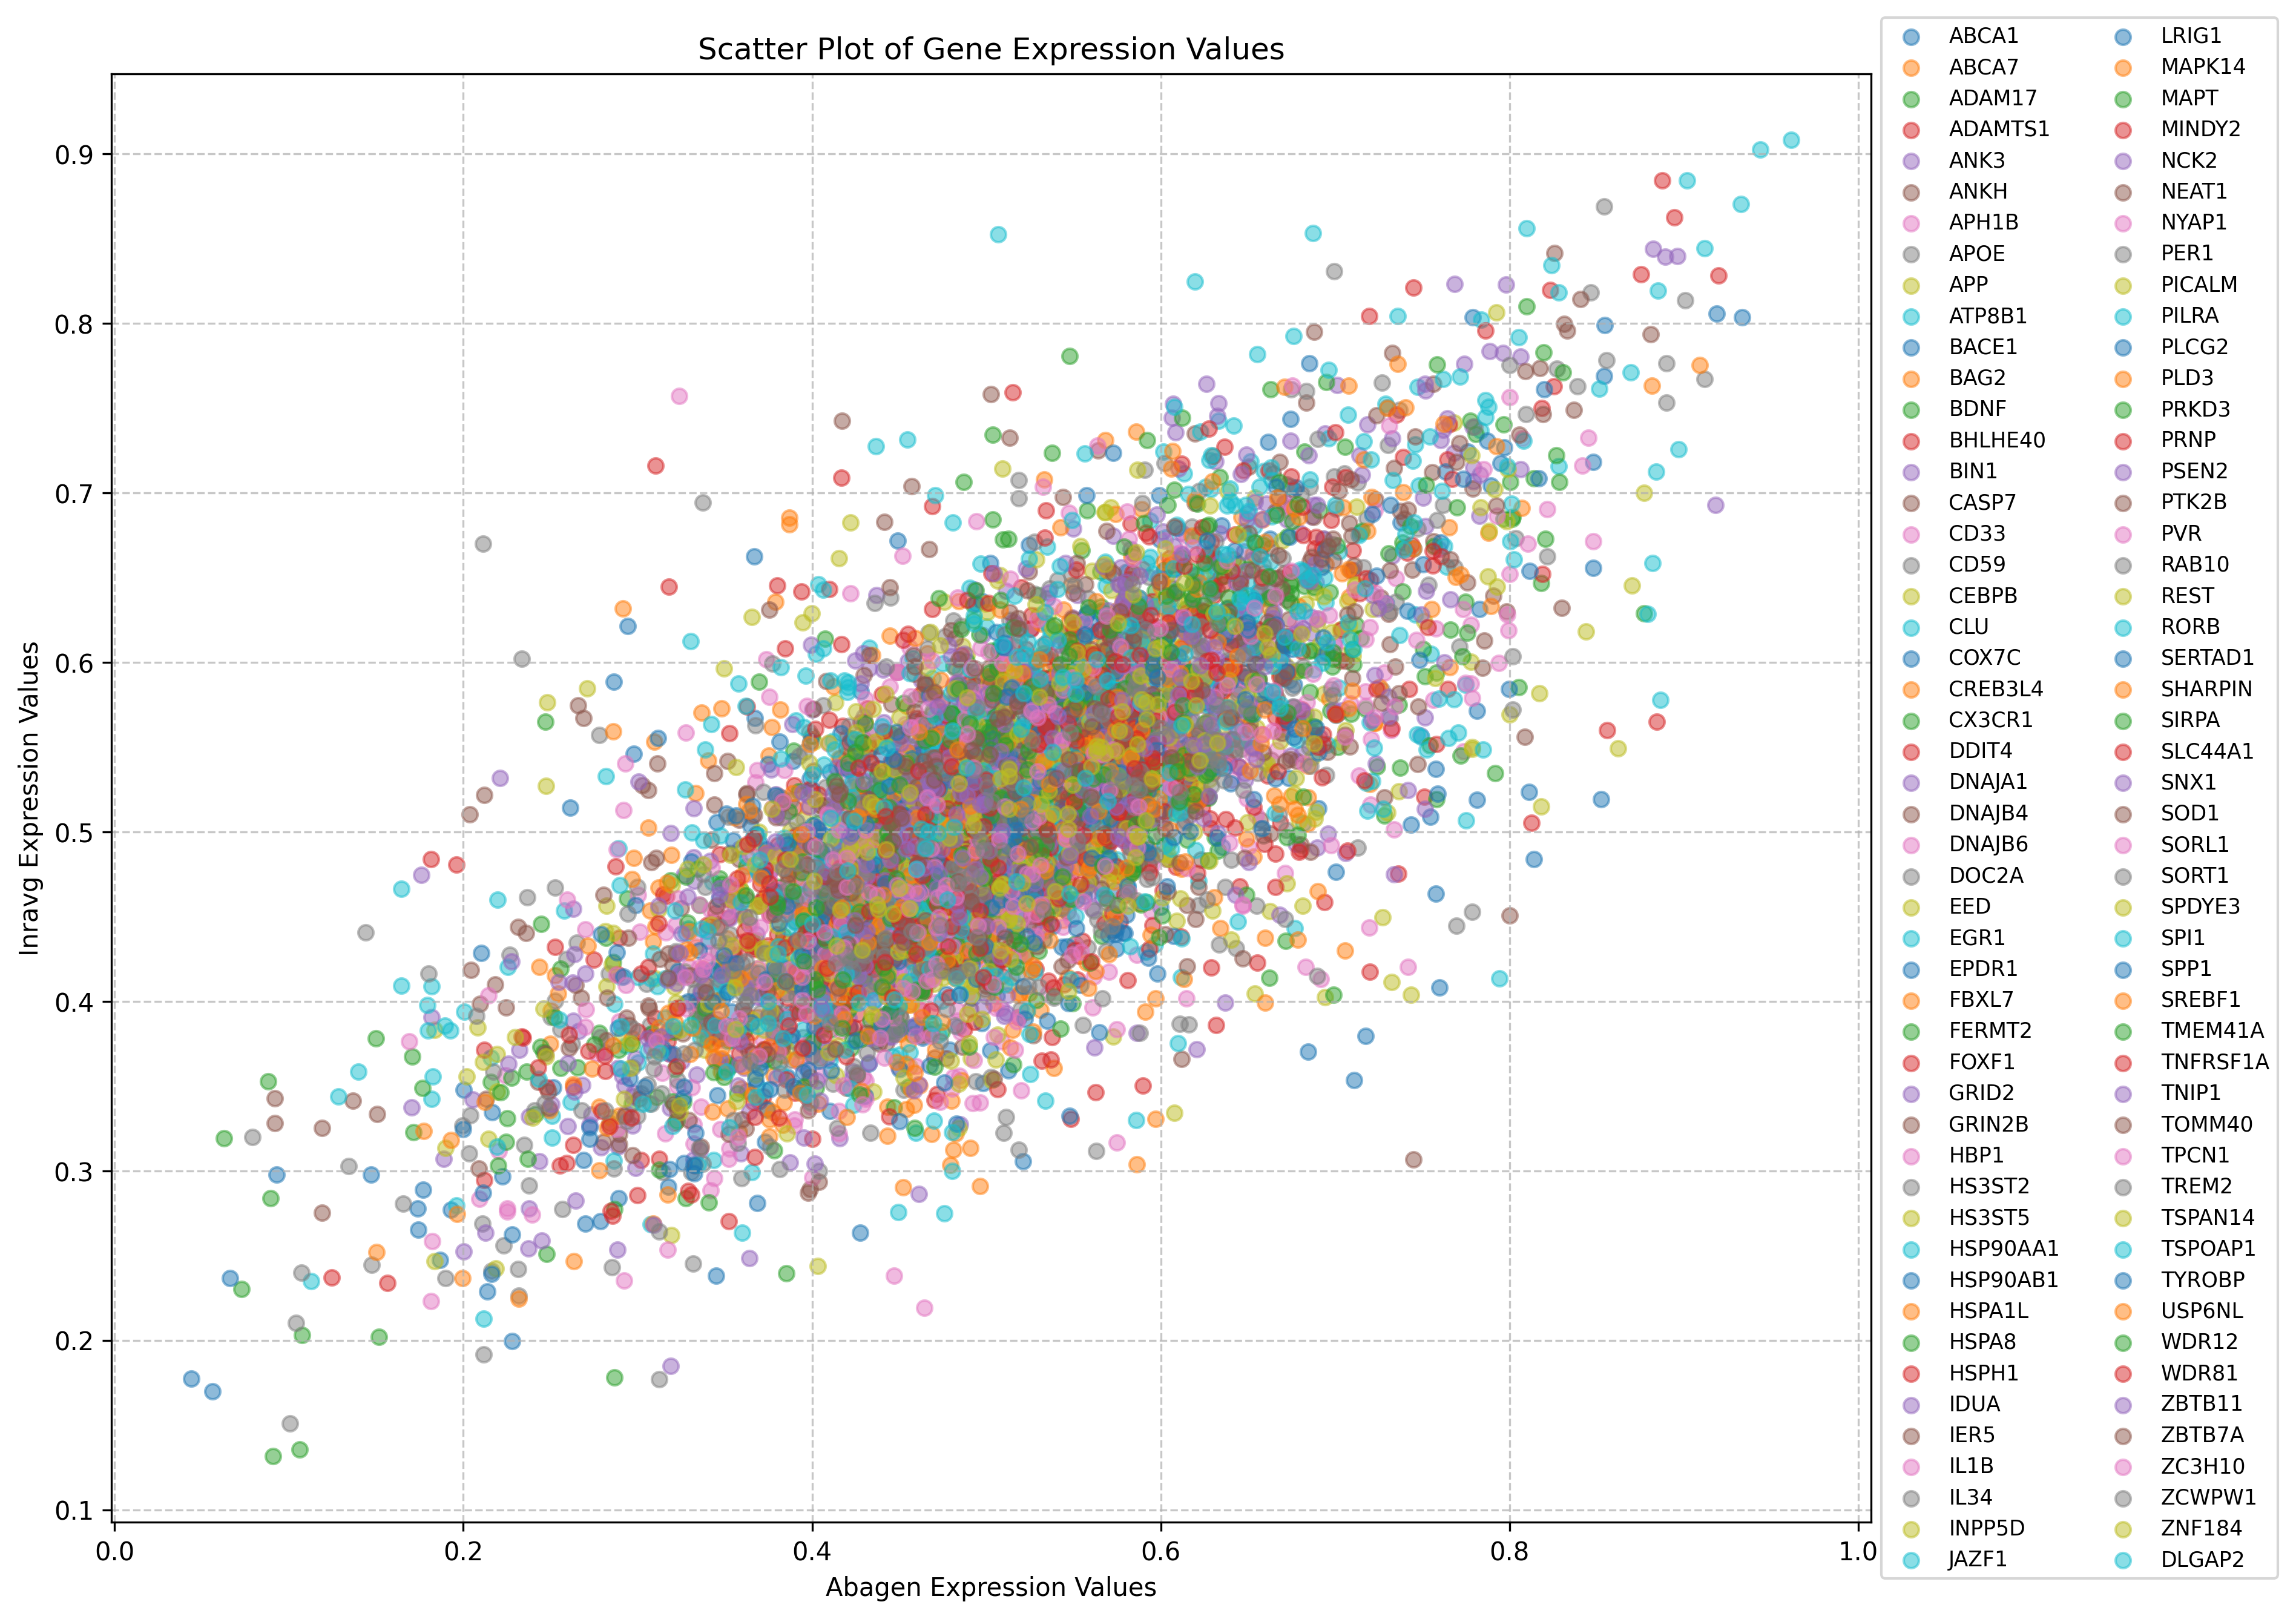 Scatter Plot of Gene Expression Values
Inravg Expression Values
0.9
0.8
0.7
0.6
0.5
0.4
0.3
0.2
0.1
0.0 0.2 0.4 0.6 0.8 1.0
Abagen Expression Values
ABCA1
ABCA7
ADAM17
ADAMTS1
ANK3
ANKH
APH1B
APOE
APP
ATP8B1
BACE1
BAG2
BDNF
BHLHE40
BIN1
CASP7
CD33
CD59
CEBPB
CLU
COX7C
CREB3L4
CX3CR1
DDIT4
DNAJA1
DNAJB4
DNAJB6
DOC2A
EED
EGR1
EPDR1
FBXL7
FERMT2
FOXF1
GRID2
GRIN2B
HBP1
HS3ST2
HS3ST5
HSP90AA1
HSP90AB1
HSPA1L
HSPA8
HSPH1
IDUA
IER5
IL1B
IL34
INPP5D
JAZF1
LRIG1
MAPK14
MAPT
MINDY2
NCK2
NEAT1
NYAP1
PER1
PICALM
PILRA
PLCG2
PLD3
PRKD3
PRNP
PSEN2
PTK2B
PVR
RAB10
REST
RORB
SERTAD1
SHARPIN
SIRPA
SLC44A1
SNX1
SOD1
SORL1
SORT1
SPDYE3
SPI1
SPP1
SREBF1
TMEM41A
TNFRSF1A
TNIP1
TOMM40
TPCN1
TREM2
TSPAN14
TSPOAP1
TYROBP
USP6NL
WDR12
WDR81
ZBTB11
ZBTB7A
ZC3H10
ZCWPW1
ZNF184
DLGAP2